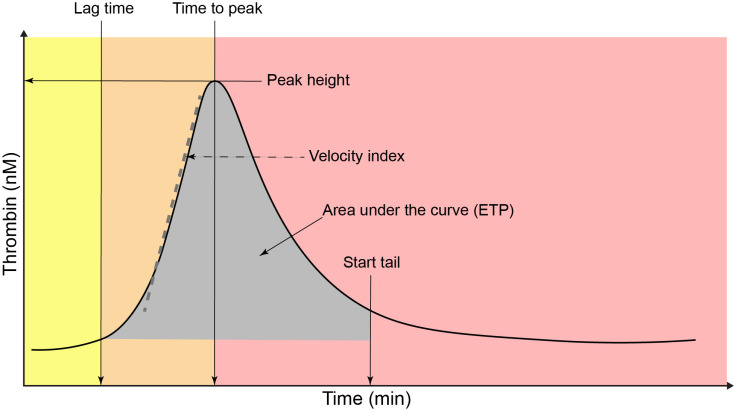 Lag time
Time to peak
Peak height
Velocity index
Area under the curve (ETP)
Start tail
Thrombin (nM)
Time (min)